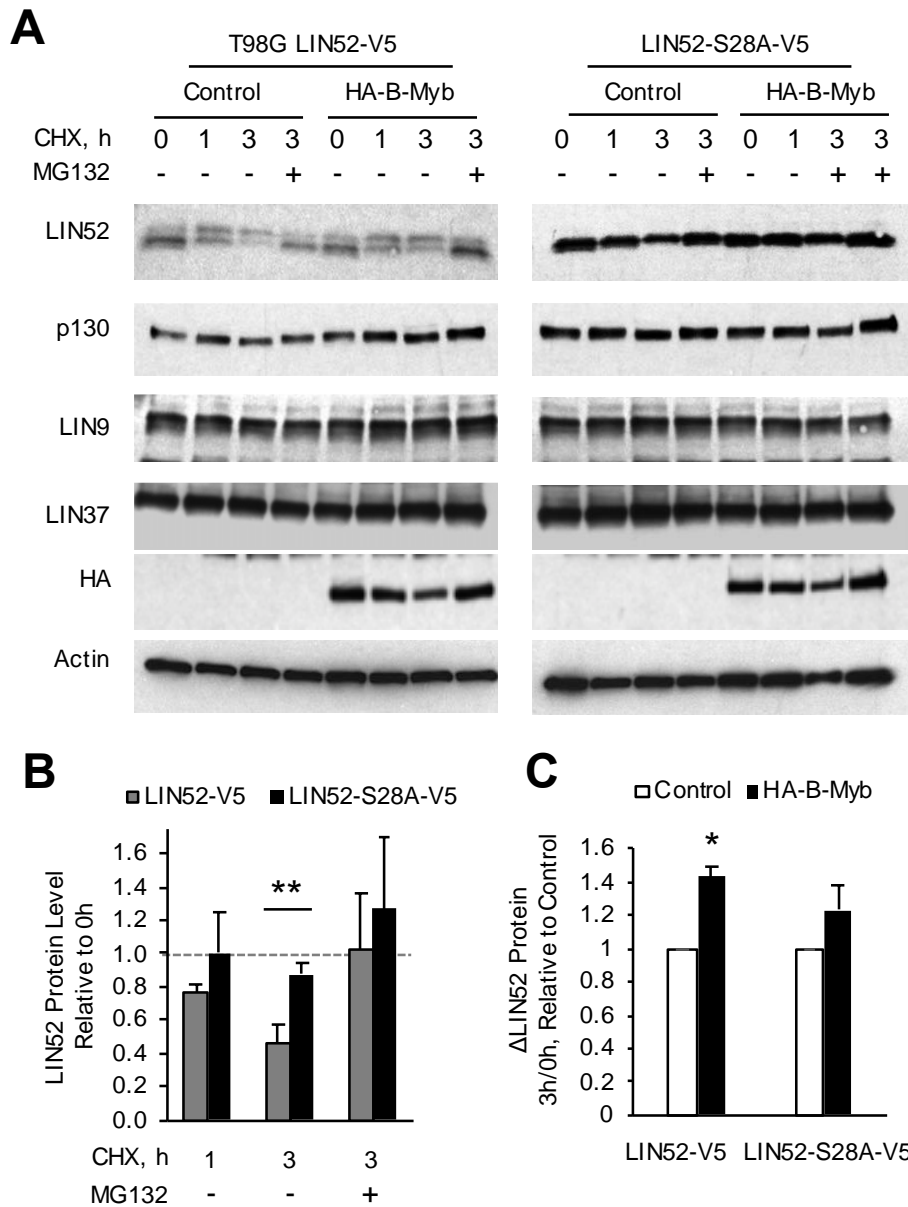 A
T98G LIN52-V5 LIN52-S28A-V5
Control HA-B-Myb Control HA-B-Myb
CHX, h 0 1 3 3 0 1 3 3 0 1 3 3 0 1 3 3
MG132 - - - + - - - + - - - + - - + +
LIN52
p130
LIN9
LIN37
HA
Actin
B
LIN52-V5 LIN52-S28A-V5
LIN52 Protein Level
Relative to 0h
1.6
1.4
1.2
1.0
0.8
0.6
0.4
0.2
0.0
**
CHX, h 1 3 3
MG132 - - +
C
Control HA-B-Myb
ΔLIN52 Protein
3h/0h, Relative to Control
1.6
1.4
1.2
1
0.8
0.6
0.4
0.2
0
*
LIN52-V5 LIN52-S28A-V5